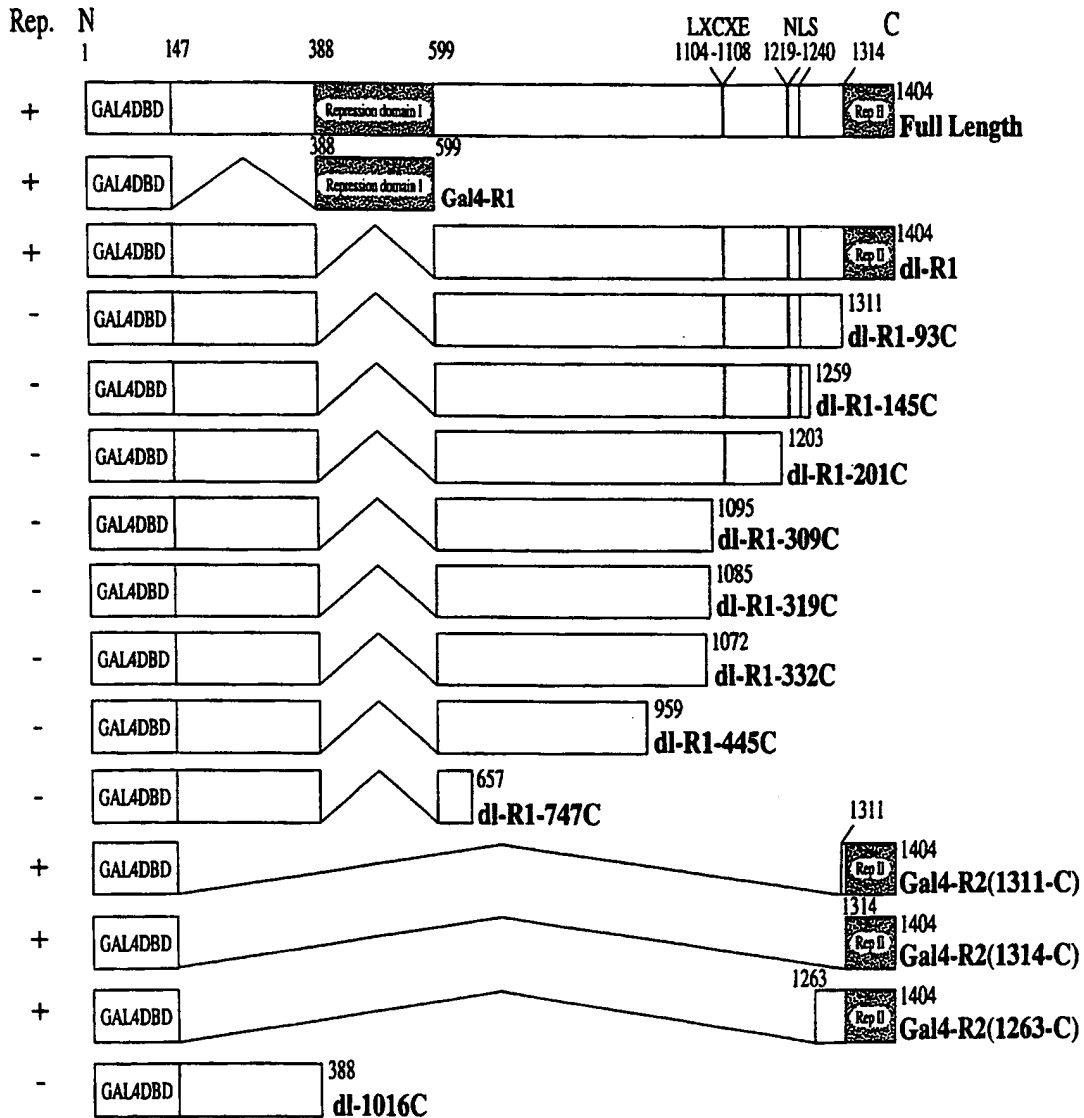 Rep. N LXCXE NLS C
1 147 388 599 1104-1108 1219-1240 1314
+ GAL4DBD Repression domain I Rep II 1404
Full Length
388 599
+ GAL4DBD Repression domain I Gal4-R1
+ GAL4DBD Rep II 1404
dl-R1
- GAL4DBD 1311
dl-R1-93C
- GAL4DBD 1259
dl-R1-145C
- GAL4DBD 1203
dl-R1-201C
- GAL4DBD 1095
dl-R1-309C
- GAL4DBD 1085
dl-R1-319C
- GAL4DBD 1072
dl-R1-332C
- GAL4DBD 959
dl-R1-445C
- GAL4DBD 657
dl-R1-747C
1311
+ GAL4DBD Rep II 1404
Gal4-R2(1311-C)
1314
+ GAL4DBD Rep II 1404
Gal4-R2(1314-C)
1263
+ GAL4DBD Rep II 1404
Gal4-R2(1263-C)
- GAL4DBD 388
dl-1016C